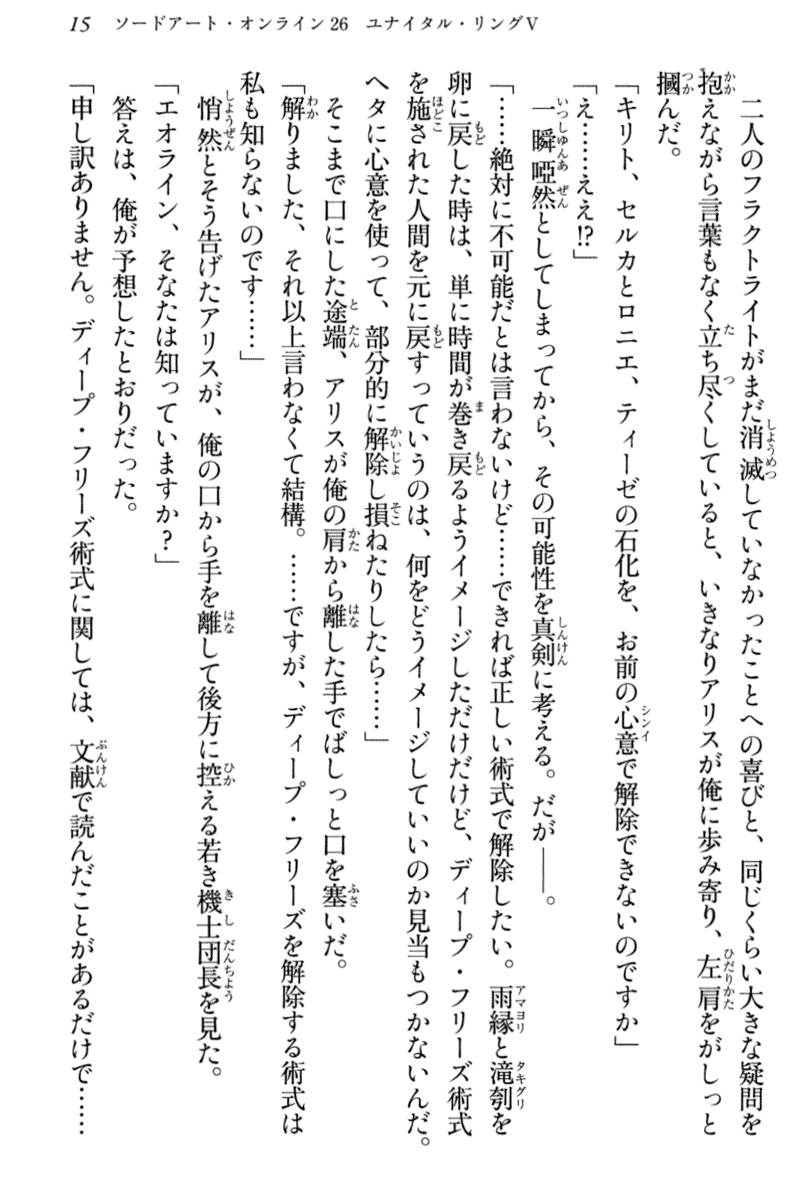 15 ソードアート・オンライン26 ユナイタル・リングⅤ
二人のフラクトライトがまだ消滅していなかったことへの喜びと、同じくらい大きな疑問を
抱えながら言葉もなく立ち尽くしていると、いきなりアリスが俺に歩み寄り、左肩をがしっと
摑んだ。
「キリト、セルカとロニエ、ティーゼの石化を、お前の心意で解除できないのですか」
「え……ええ!?」
一瞬啞然としてしまってから、その可能性を真剣に考える。だが――。
「……絶対に不可能だとは言わないけど……できれば正しい術式で解除したい。雨縁と滝刳を
卵に戻した時は、単に時間が巻き戻るようイメージしただけだけど、ディープ・フリーズ術式
を施された人間を元に戻すっていうのは、何をどうイメージしていいのか見当もつかないんだ。
ヘタに心意を使って、部分的に解除し損ねたりしたら……」
そこまで口にした途端、アリスが俺の肩から離した手でばしっと口を塞いだ。
「解りました、それ以上言わなくて結構。……ですが、ディープ・フリーズを解除する術式は
私も知らないのです……」
悄然とそう告げたアリスが、俺の口から手を離して後方に控える若き機士団長を見た。
「エオライン、そなたは知っていますか?」
答えは、俺が予想したとおりだった。
「申し訳ありません。ディープ・フリーズ術式に関しては、文献で読んだことがあるだけで……